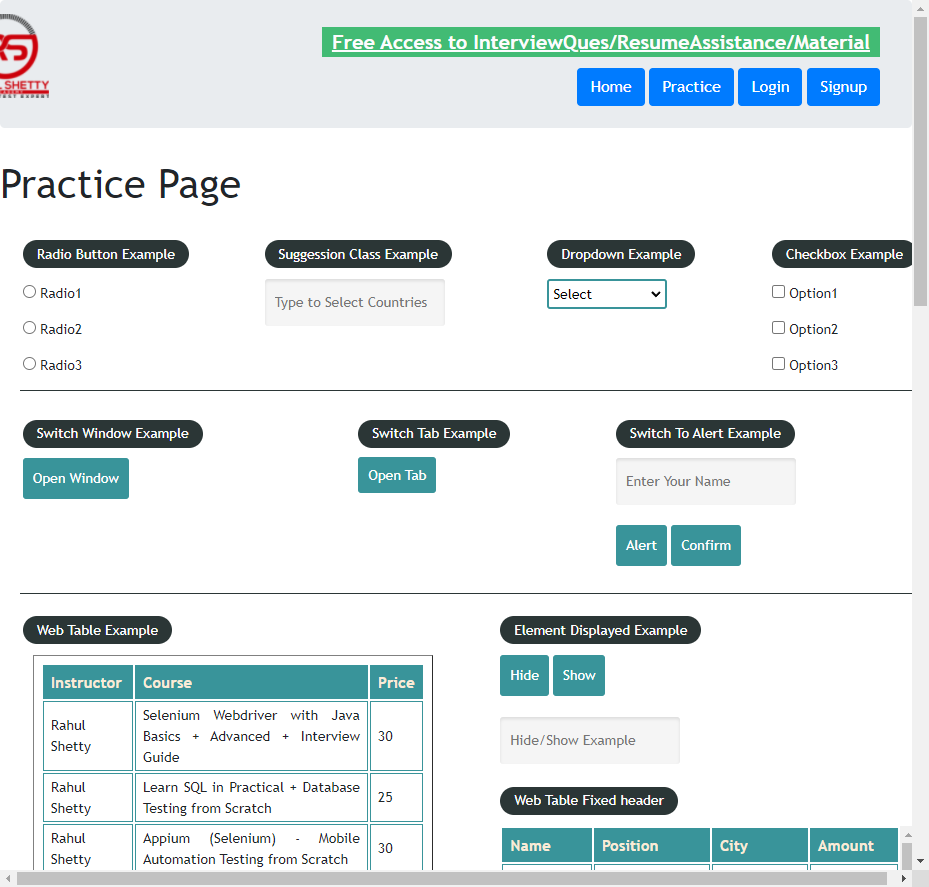 L SHETTY
Free Access to InterviewQues/ResumeAssistance/Material
Home Practice Login Signup
Practice Page
Radio Button Example
Radio1
Radio2
Radio3
Suggession Class Example
Type to Select Countries
Dropdown Example
Select
Checkbox Example
Option1
Option2
Option3
Switch Window Example
Open Window
Switch Tab Example
Open Tab
Switch To Alert Example
Enter Your Name
Alert Confirm
Web Table Example
Instructor Course Price
Rahul Shetty
Selenium Webdriver with Java
Basics + Advanced + Interview
Guide
30
Rahul Shetty
Learn SQL in Practical + Database
Testing from Scratch
25
Rahul Shetty
Appium (Selenium) - Mobile
Automation Testing from Scratch
30
Element Displayed Example
Hide Show
Hide/Show Example
Web Table Fixed header
Name Position City Amount